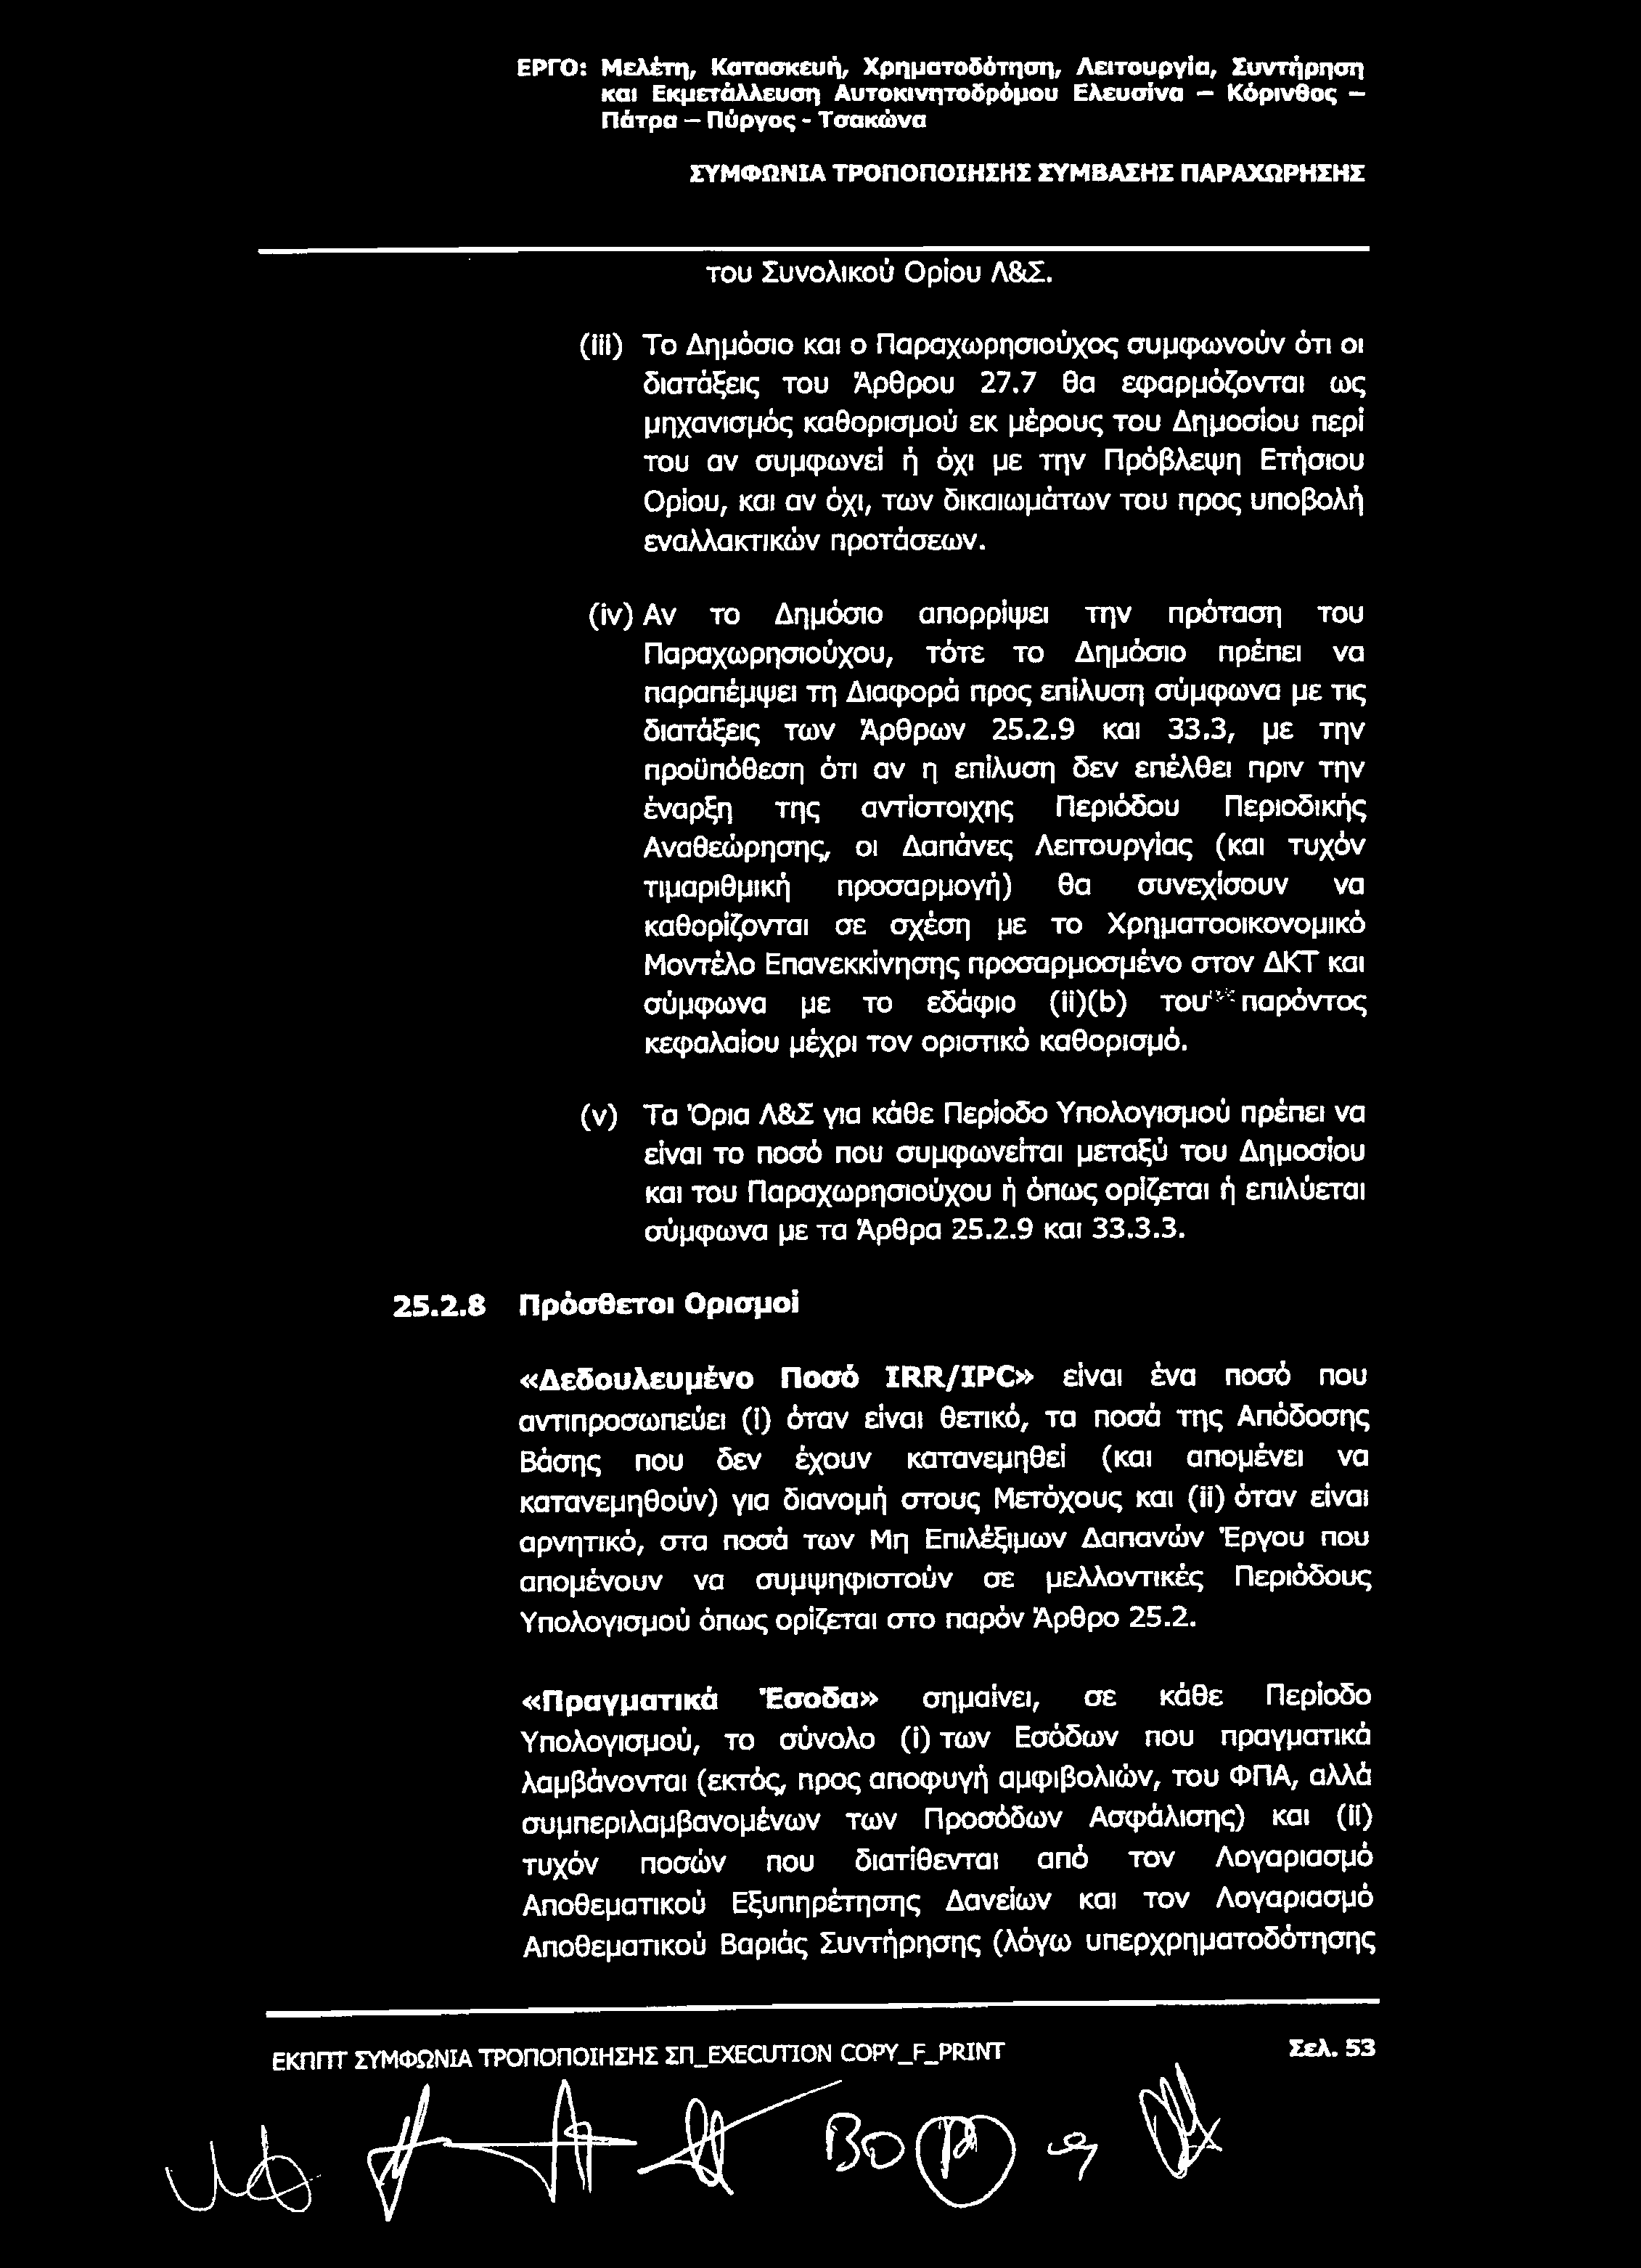 ΕΡΓΟ: Μελέτη, Κατασκευή, Χρηματοδότηση, Λειτουργία, Συντήρηση
και Εκμετάλλευση Αυτοκινητοδρόμου Ελευσίνα – Κόρινθος –
Πάτρα – Πύργος - Τσακώνα
ΣΥΜΦΩΝΙΑ ΤΡΟΠΟΠΟΙΗΣΗΣ ΣΥΜΒΑΣΗΣ ΠΑΡΑΧΩΡΗΣΗΣ
του Συνολικού Ορίου Λ&Σ.
(iii) Το Δημόσιο και ο Παραχωρησιούχος συμφωνούν ότι οι
διατάξεις του Άρθρου 27.7 θα εφαρμόζονται ως
μηχανισμός καθορισμού εκ μέρους του Δημοσίου περί
του αν συμφωνεί ή όχι με την Πρόβλεψη Ετήσιου
Ορίου, και αν όχι, των δικαιωμάτων του προς υποβολή
εναλλακτικών προτάσεων.
(iv) Αν το Δημόσιο απορρίψει την πρόταση του
Παραχωρησιούχου, τότε το Δημόσιο πρέπει να
παραπέμψει τη Διαφορά προς επίλυση σύμφωνα με τις
διατάξεις των Άρθρων 25.2.9 και 33.3, με την
προϋπόθεση ότι αν η επίλυση δεν επέλθει πριν την
έναρξη της αντίστοιχης Περιόδου Περιοδικής
Αναθεώρησης, οι Δαπάνες Λειτουργίας (και τυχόν
τιμαριθμική προσαρμογή) θα συνεχίσουν να
καθορίζονται σε σχέση με το Χρηματοοικονομικό
Μοντέλο Επανεκκίνησης προσαρμοσμένο στον ΔΚΤ και
σύμφωνα με το εδάφιο (ii)(b) του παρόντος
κεφαλαίου μέχρι τον οριστικό καθορισμό.
(v) Τα Όρια Λ&Σ για κάθε Περίοδο Υπολογισμού πρέπει να
είναι το ποσό που συμφωνείται μεταξύ του Δημοσίου
και του Παραχωρησιούχου ή όπως ορίζεται ή επιλύεται
σύμφωνα με τα Άρθρα 25.2.9 και 33.3.3.
25.2.8 Πρόσθετοι Ορισμοί
«Δεδουλευμένο Ποσό IRR/IPC» είναι ένα ποσό που
αντιπροσωπεύει (i) όταν είναι θετικό, τα ποσά της Απόδοσης
Βάσης που δεν έχουν κατανεμηθεί (και απομένει να
κατανεμηθούν) για διανομή στους Μετόχους και (ii) όταν είναι
αρνητικό, στα ποσά των Μη Επιλέξιμων Δαπανών Έργου που
απομένουν να συμψηφιστούν σε μελλοντικές Περιόδους
Υπολογισμού όπως ορίζεται στο παρόν Άρθρο 25.2.
«Πραγματικά Έσοδα» σημαίνει, σε κάθε Περίοδο
Υπολογισμού, το σύνολο (i) των Εσόδων που πραγματικά
λαμβάνονται (εκτός, προς αποφυγή αμφιβολιών, του ΦΠΑ, αλλά
συμπεριλαμβανομένων των Προσόδων Ασφάλισης) και (ii)
τυχόν ποσών που διατίθενται από τον Λογαριασμό
Αποθεματικού Εξυπηρέτησης Δανείων και τον Λογαριασμό
Αποθεματικού Βαριάς Συντήρησης (λόγω υπερχρηματοδότησης
ΕΚΠΠΤ ΣΥΜΦΩΝΙΑ ΤΡΟΠΟΠΟΙΗΣΗΣ ΣΠ_EXECUTION COPY_F_PRINT Σελ. 53